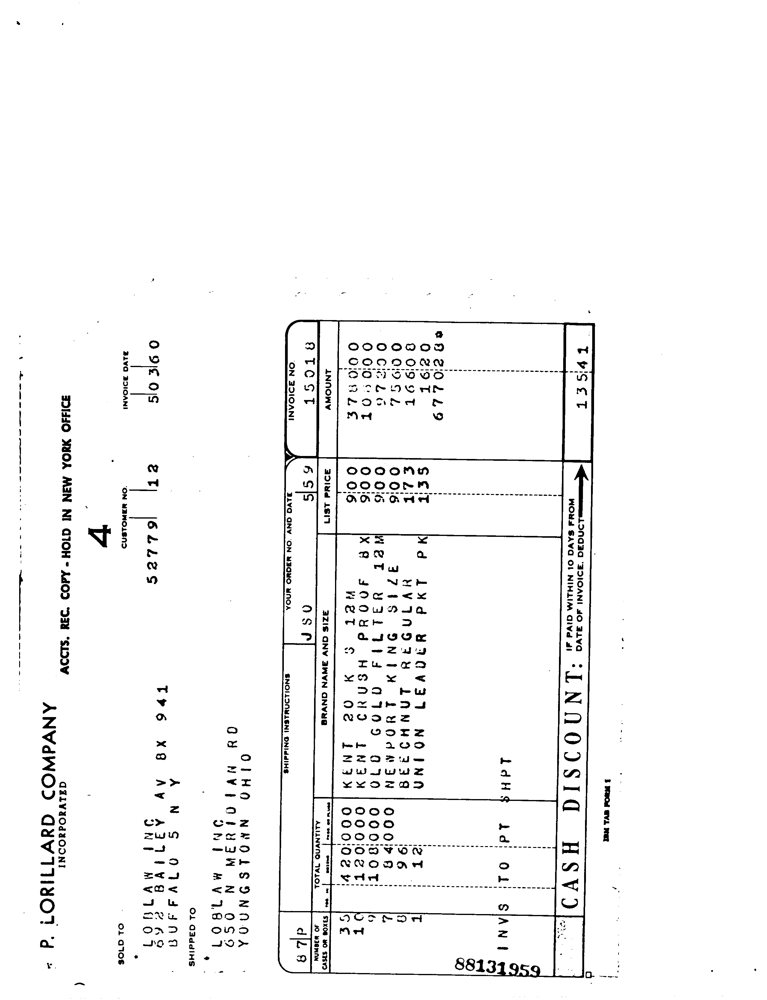 P. LORILLARD COMPANY
INCORPORATED
ACCTS. REC. COPY - HOLD IN NEW YORK OFFICE
4
CUSTOMER NO.
INVOICE DATE
52779 12
50360
SOLD TO
LOBLAW INC
692 BAILEY AV BX 941
BUFFALO 5 N Y
SHIPPED TO
LOBLAW INC
650 N MERIDIAN RD
YOUNGSTOWN OHIO
SHIPPING INSTRUCTIONS
YOUR ORDER NO. AND DATE
INVOICE NO.
87 P
JSO
559
15018
NUMBER OF CASES OR BOXES
TOTAL QUANTITY
BRAND NAME AND SIZE
LIST PRICE
AMOUNT
35 420000 KENT 20 K S 12M 900 378000
10 120000 KENT CRUSH PROOF BX 900
9 108000 OLD GOLD FILTER 12M 900 97200
7 84000 NEWPORT KING SIZE 900 75600
8 96 BEECHNUT REGULAR 173 16608
1 12 UNION LEADER PKT PK 135 1620
677028*
INVS TO PT SHPT
88131959
CASH DISCOUNT: IF PAID WITHIN 10 DAYS FROM DATE OF INVOICE, DEDUCT
13541
IBM TAB FORM 1